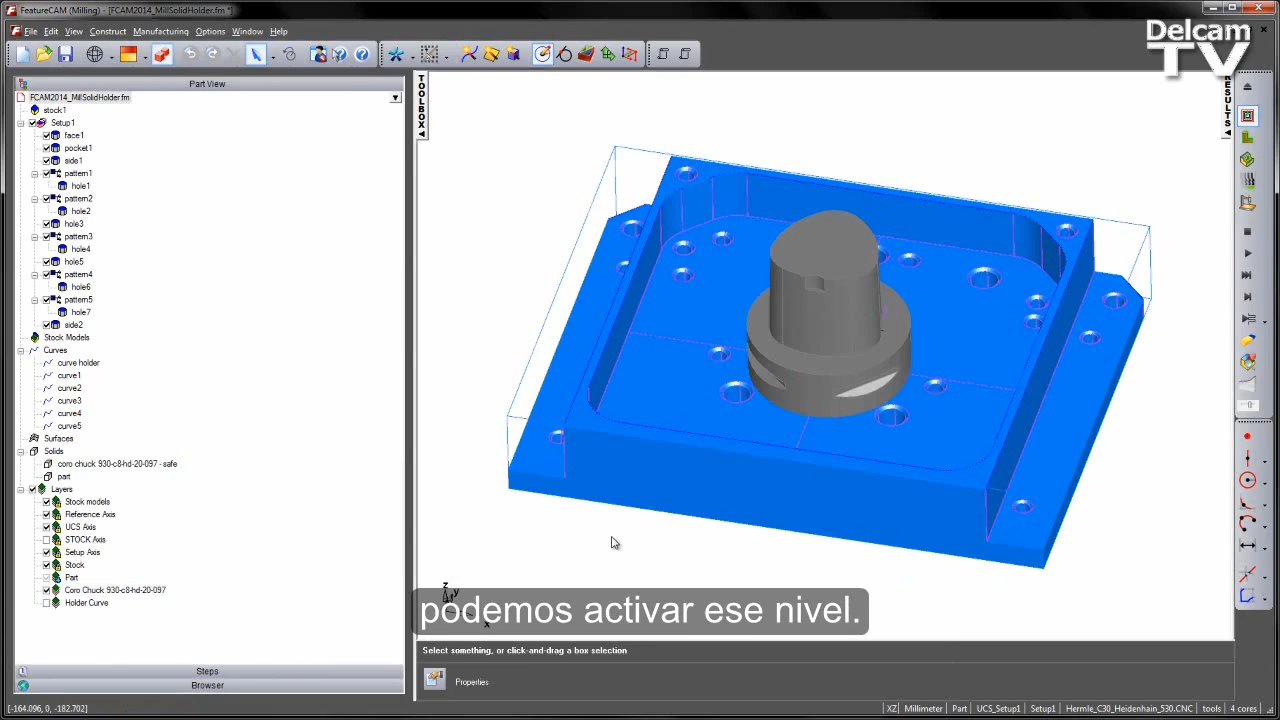 FeatureCAM (Milling) - [FCAM2014_MillSolidHolder.fm *]
File Edit View Construct Manufacturing Options Window Help
Delcam
TV
Part View
FCAM2014_MillSolidHolder.fm
stock1
Setup1
face1
pocket1
side1
pattern1
hole1
pattern2
hole2
hole3
pattern3
hole4
hole5
pattern4
hole6
pattern5
hole7
side2
Stock Models
Curves
curve holder
curve1
curve2
curve3
curve4
curve5
Surfaces
Solids
coro chuck 930-c8-hd-20-097 - safe
part
Layers
Stock models
Reference Axis
UCS Axis
STOCK Axis
Setup Axis
Stock
Part
Coro Chuck 930-c8-hd-20-097
Holder Curve
Steps
Browser
TOOLBOX
RESULTS
z
y
x
podemos activar ese nivel.
Select something, or click-and-drag a box selection
Properties
[-164.096, 0, -182.702]
XZ Millimeter Part UCS_Setup1 Setup1 Hermle_C30_Heidenhain_530.CNC tools 4 cores